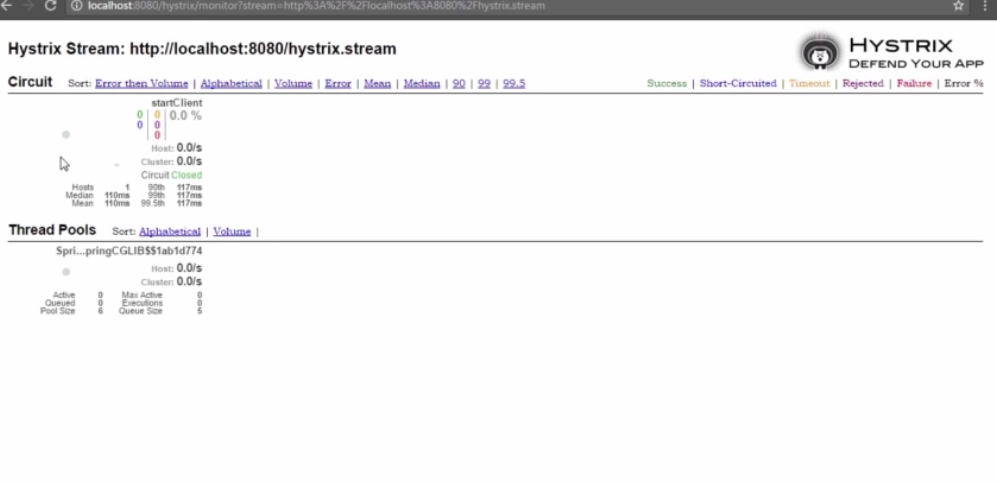 localhost:8080/hystrix/monitor?stream=http%3A%2F%2Flocalhost%3A8080%2Fhystrix.stream
Hystrix Stream: http://localhost:8080/hystrix.stream
HYSTRIX
DEFEND YOUR APP
Circuit Sort: Error then Volume | Alphabetical | Volume | Error | Mean | Median | 90 | 99 | 99.5
Success | Short-Circuited | Timeout | Rejected | Failure | Error %
startClient
0 0 0.0 %
0 0
0
Host: 0.0/s
Cluster: 0.0/s
Circuit Closed
Hosts 1 90th 117ms
Median 110ms 99th 117ms
Mean 110ms 99.5th 117ms
Thread Pools Sort: Alphabetical | Volume |
Spri...pringCGLIB$$1ab1d774
Host: 0.0/s
Cluster: 0.0/s
Active 0 Max Active 0
Queued 0 Executions 0
Pool Size 6 Queue Size 5